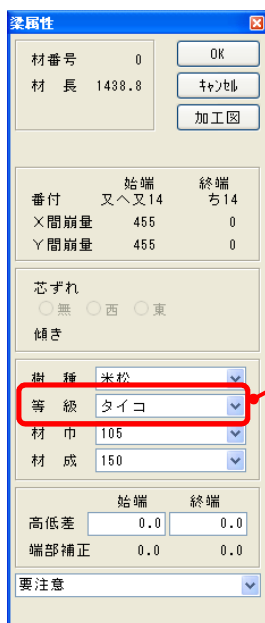 梁属性
材番号 0
材 長 1438.8
OK
ｷｬﾝｾﾙ
加工図
始端 終端
番付 又へ又14 ち14
X間崩量 455 0
Y間崩量 455 0
芯ずれ
無 西 東
傾き
樹 種 米松
等 級 タイコ
材 巾 105
材 成 150
始端 終端
高低差 0.0 0.0
端部補正 0.0 0.0
要注意